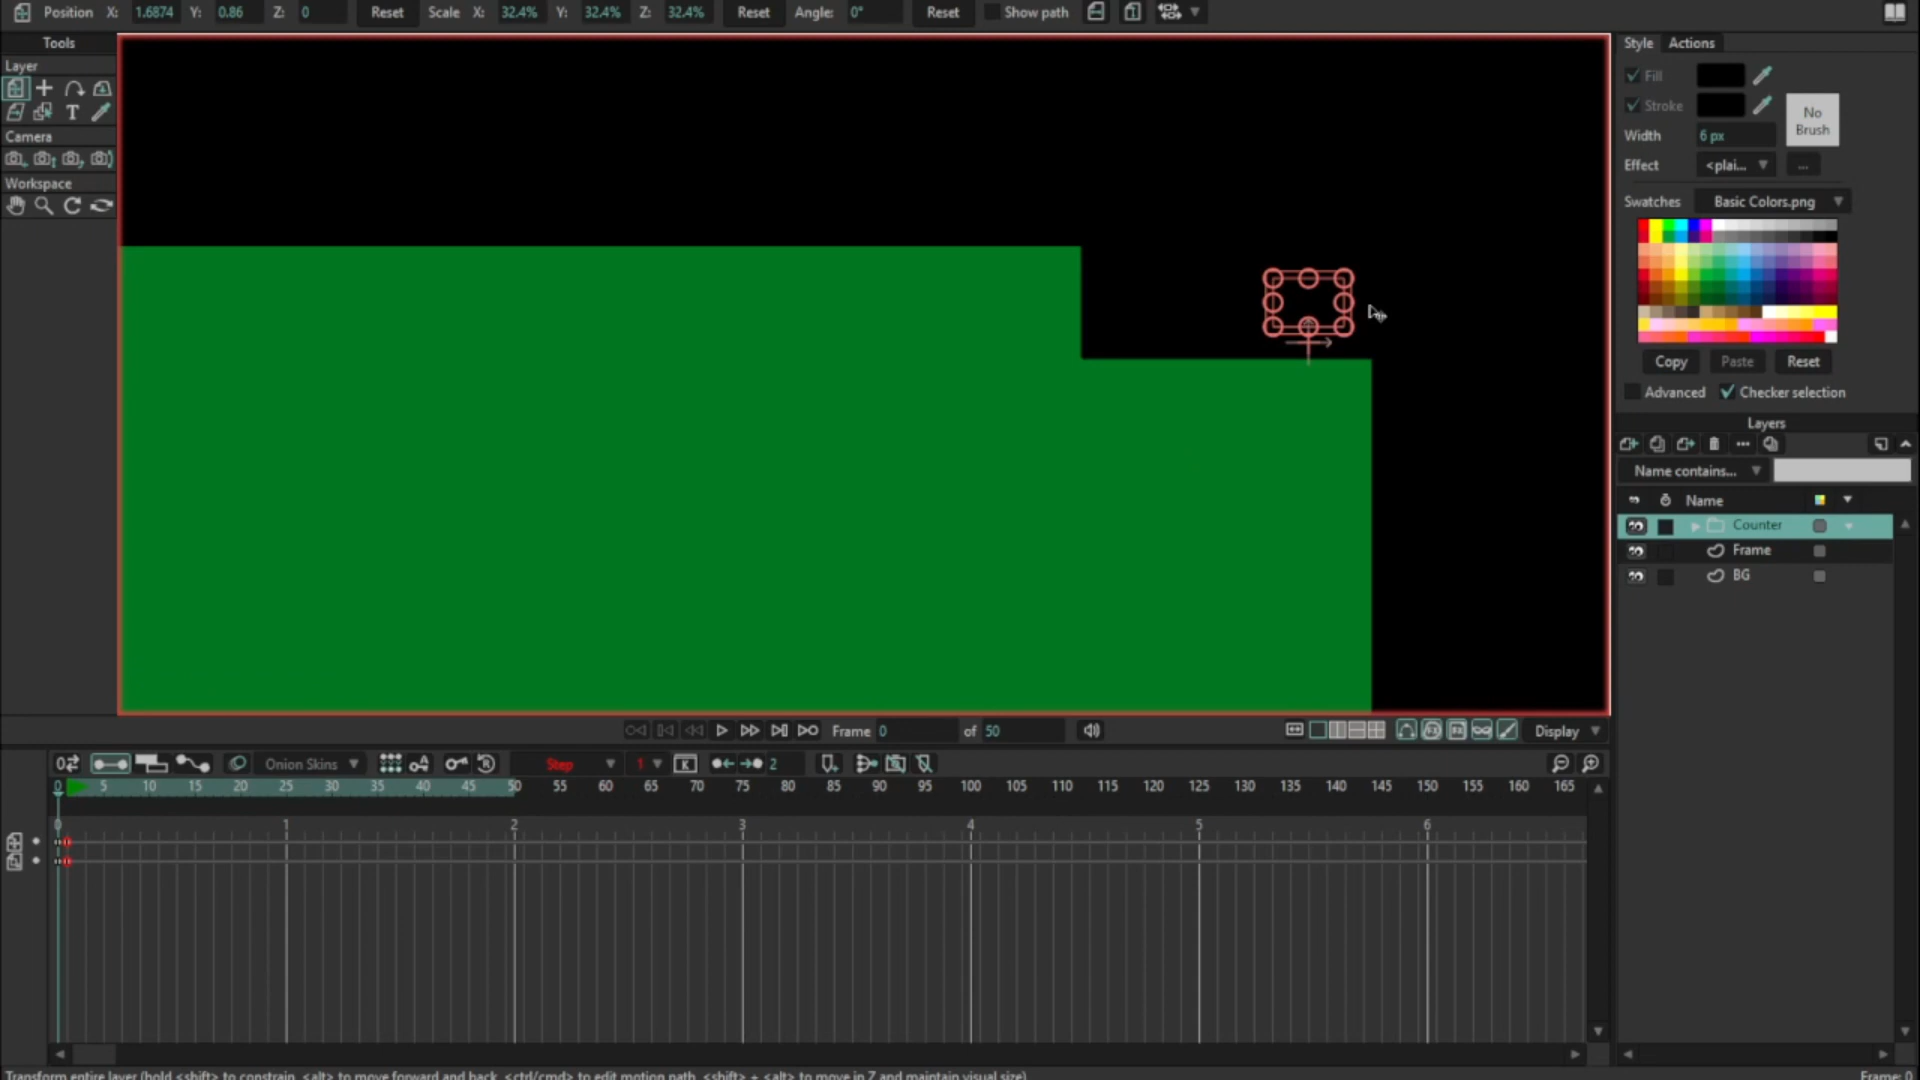 Position X: 1.6874 Y: 0.86 Z: 0 Reset Scale X: 32.4% Y: 32.4% Z: 32.4% Reset Angle: 0° Reset Show path
Tools
Layer
T
Camera
Workspace
Style Actions
Fill
Stroke
No Brush
Width 6 px
Effect <plai... ...
Swatches Basic Colors.png
Copy Paste Reset
Advanced Checker selection
Layers
Name contains...
Name
Counter
Frame
BG
Frame 0 of 50 Display
Onion Skins Step 1 K 2
0 5 10 15 20 25 30 35 40 45 50 55 60 65 70 75 80 85 90 95 100 105 110 115 120 125 130 135 140 145 150 155 160 165
0 1 2 3 4 5 6
Transform entire layer (hold <shift> to constrain, <alt> to move forward and back, <ctrl/cmd> to edit motion path, <shift> + <alt> to move in Z and maintain visual size)
Frame: 0